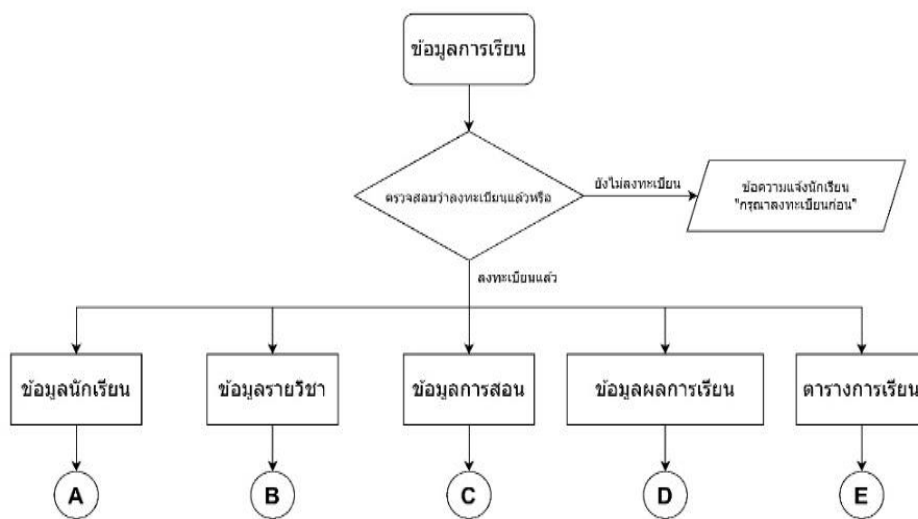 ข้อมูลการเรียน
ตรวจสอบว่าลงทะเบียนแล้วหรือ
ยังไม่ลงทะเบียน
ข้อความแจ้งนักเรียน
"กรุณาลงทะเบียนก่อน"
ลงทะเบียนแล้ว
ข้อมูลนักเรียน
ข้อมูลรายวิชา
ข้อมูลการสอน
ข้อมูลผลการเรียน
ตารางการเรียน
A
B
C
D
E